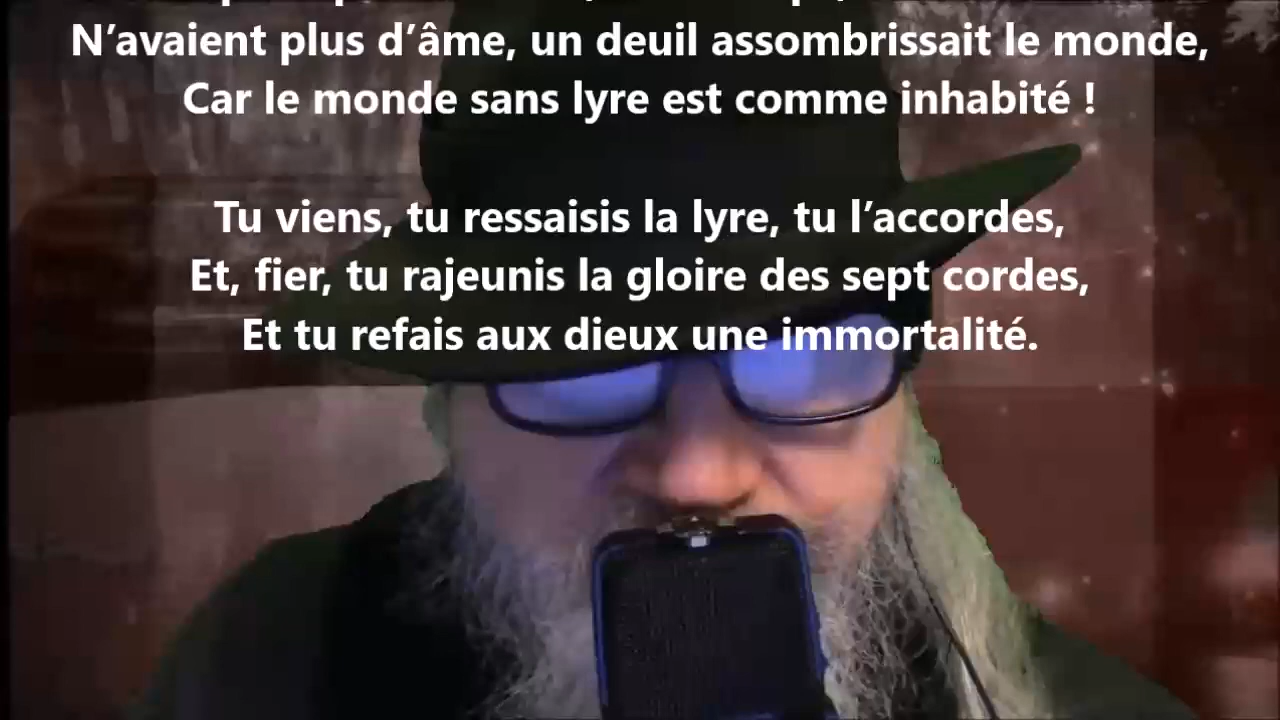 N’avaient plus d’âme, un deuil assombrissait le monde,
Car le monde sans lyre est comme inhabité !
Tu viens, tu ressaisis la lyre, tu l’accordes,
Et, fier, tu rajeunis la gloire des sept cordes,
Et tu refais aux dieux une immortalité.